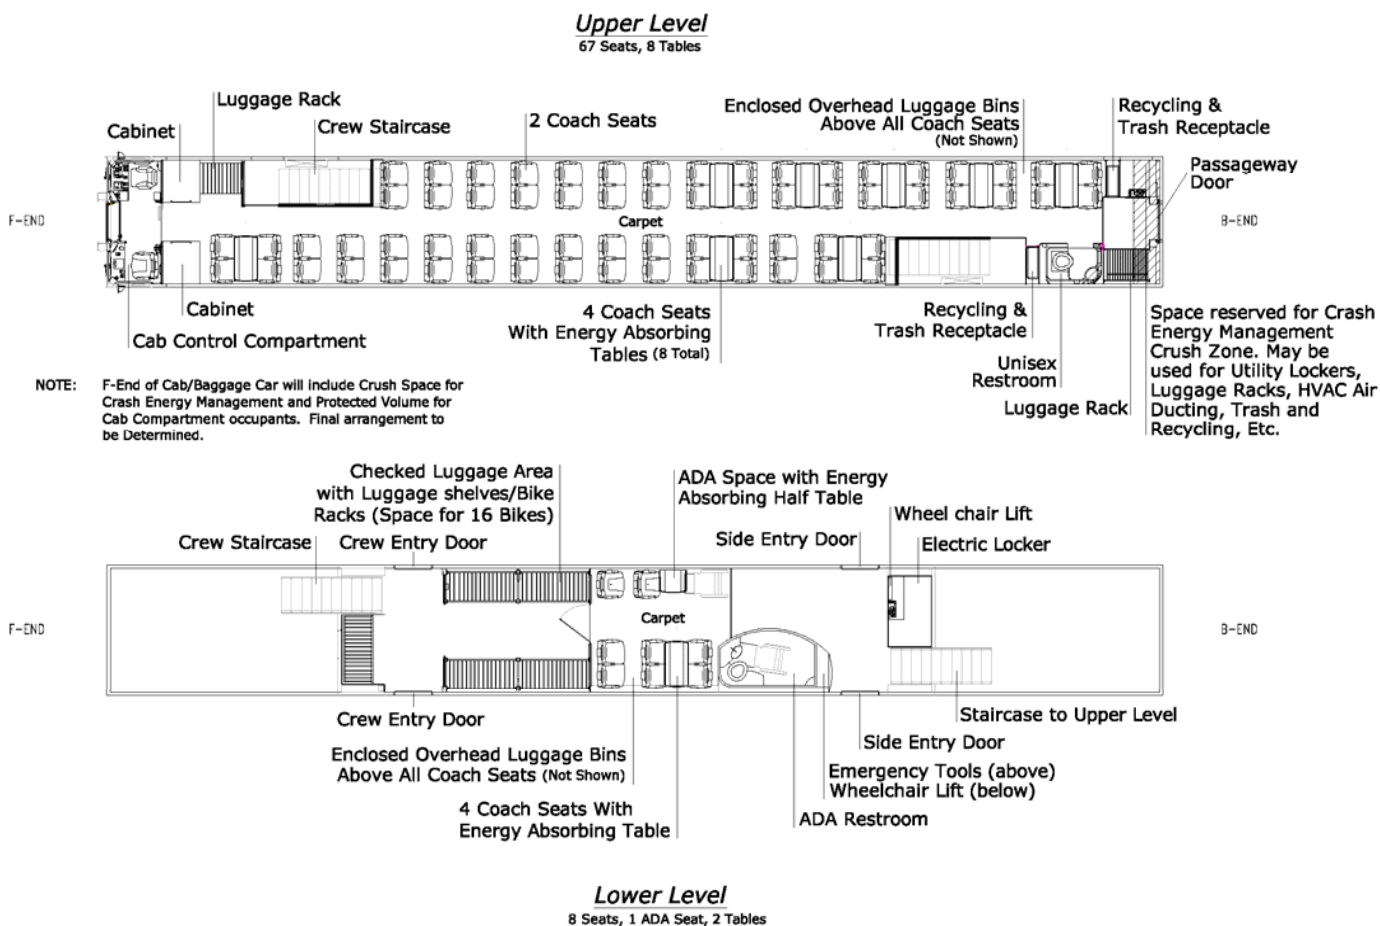 Upper Level
67 Seats, 8 Tables
Luggage Rack
Cabinet
Crew Staircase
2 Coach Seats
Enclosed Overhead Luggage Bins
Above All Coach Seats
(Not Shown)
Recycling &
Trash Receptacle
Passageway
Door
F-END
Carpet
B-END
Cabinet
Cab Control Compartment
4 Coach Seats
With Energy Absorbing
Tables (8 Total)
Recycling &
Trash Receptacle
Unisex
Restroom
Luggage Rack
Space reserved for Crash
Energy Management
Crush Zone. May be
used for Utility Lockers,
Luggage Racks, HVAC Air
Ducting, Trash and
Recycling, Etc.
NOTE: F-End of Cab/Baggage Car will include Crush Space for
Crash Energy Management and Protected Volume for
Cab Compartment occupants. Final arrangement to
be Determined.
Checked Luggage Area
with Luggage shelves/Bike
Racks (Space for 16 Bikes)
ADA Space with Energy
Absorbing Half Table
Crew Staircase
Crew Entry Door
Side Entry Door
Wheel chair Lift
Electric Locker
F-END
Carpet
B-END
Crew Entry Door
Enclosed Overhead Luggage Bins
Above All Coach Seats (Not Shown)
4 Coach Seats With
Energy Absorbing Table
Staircase to Upper Level
Side Entry Door
Emergency Tools (above)
Wheelchair Lift (below)
ADA Restroom
Lower Level
8 Seats, 1 ADA Seat, 2 Tables